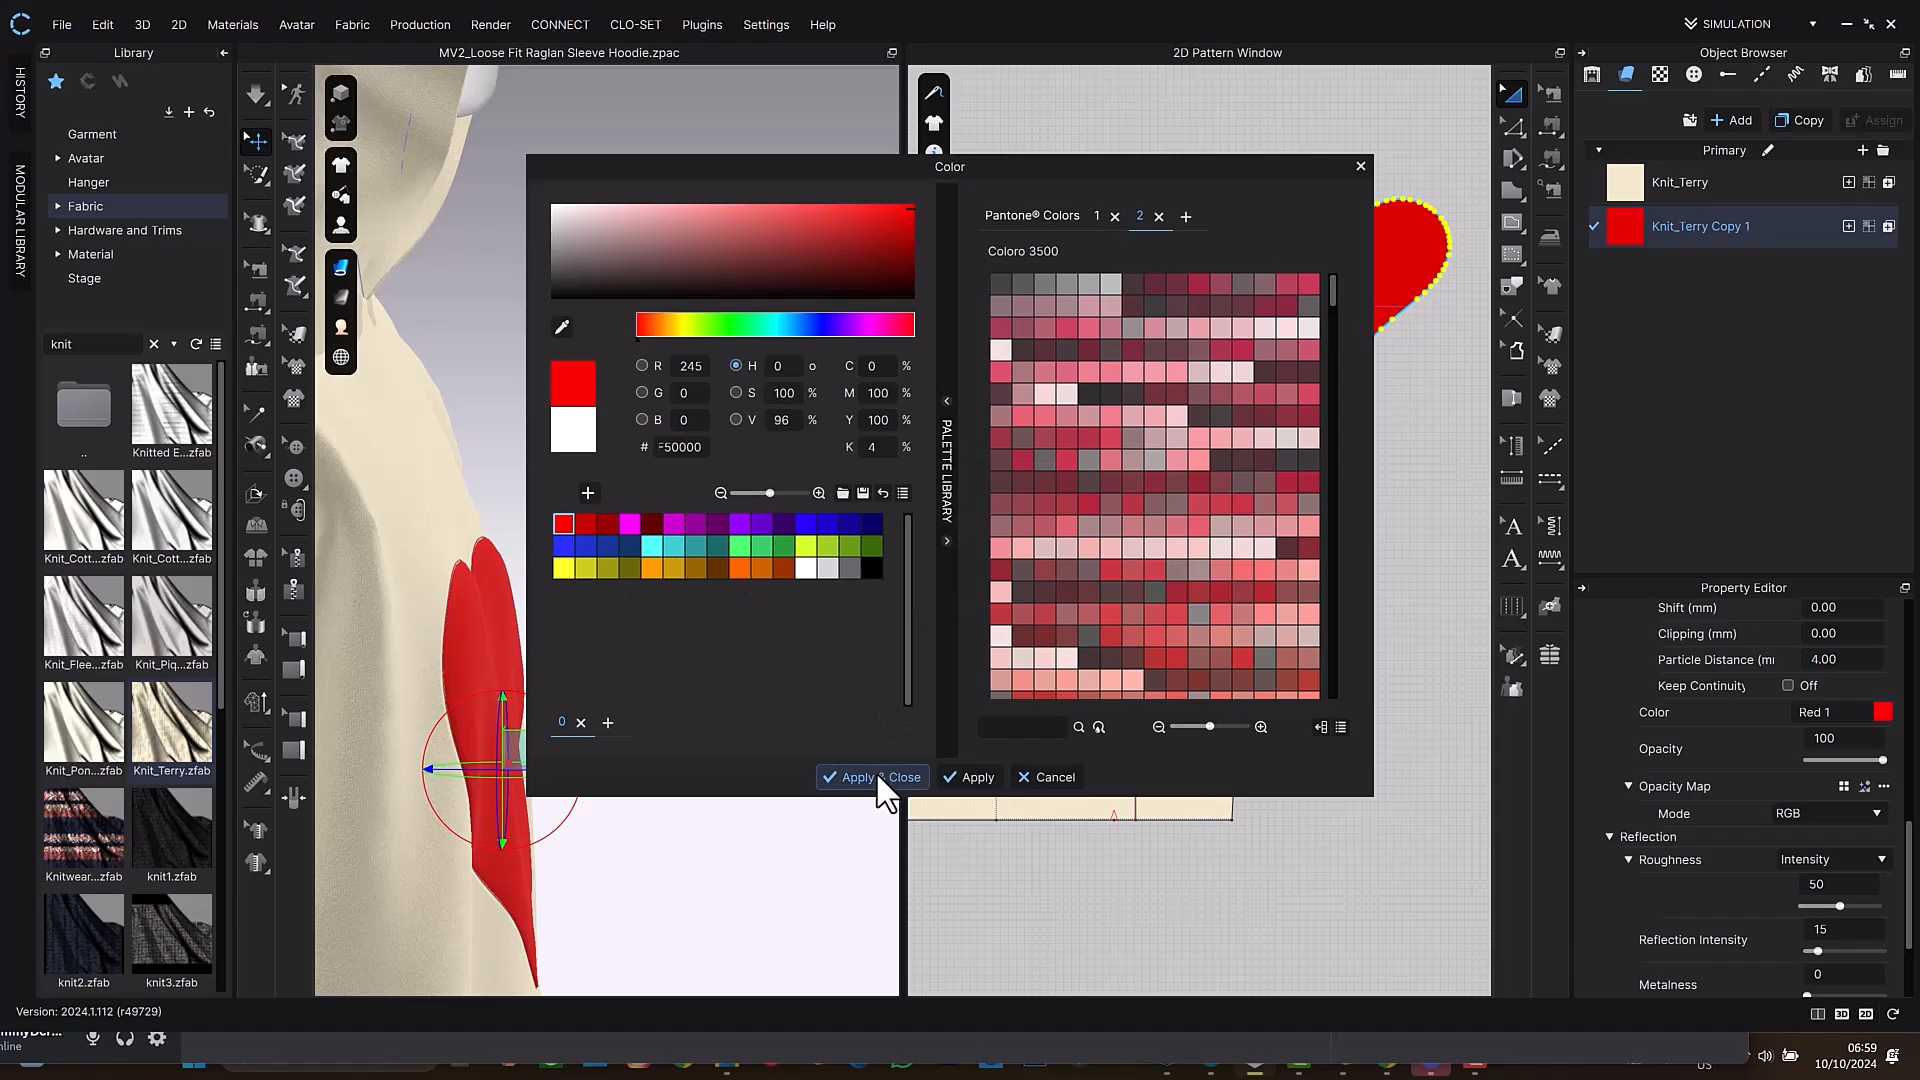 File Edit 3D 2D Materials Avatar Fabric Production Render CONNECT CLO-SET Plugins Settings Help
SIMULATION
Library
MV2_Loose Fit Raglan Sleeve Hoodie.zpac
2D Pattern Window
Object Browser
HISTORY
MODULAR LIBRARY
Garment
Avatar
Hanger
Fabric
Hardware and Trims
Material
Stage
knit
..
Knitted E...zfab
Knit_Cott...zfab
Knit_Cott...zfab
Knit_Flee...zfab
Knit_Piq...zfab
Knit_Pon...zfab
Knit_Terry.zfab
Knitwear...zfab
knit1.zfab
knit2.zfab
knit3.zfab
Color
R 245 H 0 o C 0 %
G 0 S 100 % M 100 %
B 0 V 96 % Y 100 %
# F50000 K 4 %
0
PALETTE LIBRARY
Pantone® Colors 1 2
Coloro 3500
Apply & Close Apply Cancel
Add Copy Assign
Primary
Knit_Terry
Knit_Terry Copy 1
Property Editor
Shift (mm) 0.00
Clipping (mm) 0.00
Particle Distance (m 4.00
Keep Continuity Off
Color Red 1
Opacity 100
Opacity Map
Mode RGB
Reflection
Roughness Intensity
50
Reflection Intensity 15
Metalness 0
Version: 2024.1.112 (r49729)
3D 2D
nline
06:59
US
10/10/2024